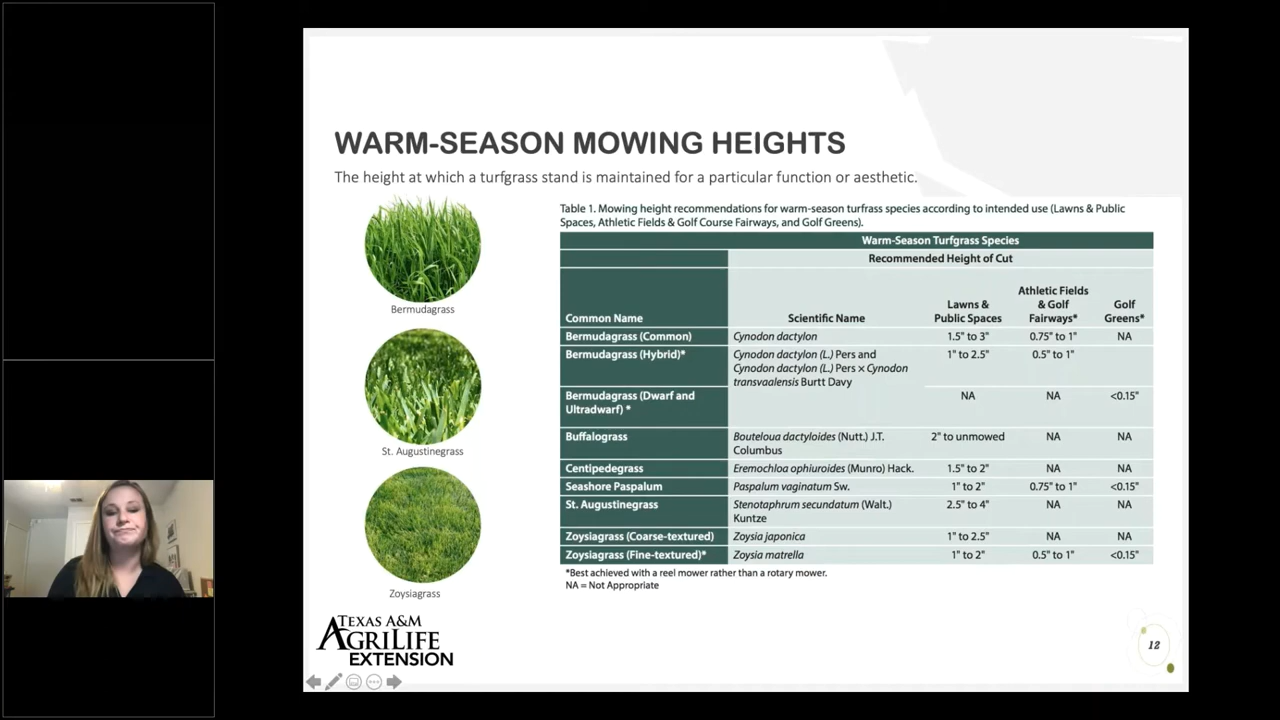 WARM-SEASON MOWING HEIGHTS
The height at which a turfgrass stand is maintained for a particular function or aesthetic.
Bermudagrass
St. Augustinegrass
Zoysiagrass
Table 1. Mowing height recommendations for warm-season turfrass species according to intended use (Lawns & Public
Spaces, Athletic Fields & Golf Course Fairways, and Golf Greens).
Warm-Season Turfgrass Species
Recommended Height of Cut
Common Name Scientific Name Lawns & Public Spaces Athletic Fields & Golf Fairways* Golf Greens*
Bermudagrass (Common) Cynodon dactylon 1.5" to 3" 0.75" to 1" NA
Bermudagrass (Hybrid)* Cynodon dactylon (L.) Pers and 1" to 2.5" 0.5" to 1"
Cynodon dactylon (L.) Pers × Cynodon
transvaalensis Burtt Davy
Bermudagrass (Dwarf and NA NA <0.15"
Ultradwarf) *
Buffalograss Bouteloua dactyloides (Nutt.) J.T. 2" to unmowed NA NA
Columbus
Centipedegrass Eremochloa ophiuroides (Munro) Hack. 1.5" to 2" NA NA
Seashore Paspalum Paspalum vaginatum Sw. 1" to 2" 0.75" to 1" <0.15"
St. Augustinegrass Stenotaphrum secundatum (Walt.) 2.5" to 4" NA NA
Kuntze
Zoysiagrass (Coarse-textured) Zoysia japonica 1" to 2.5" NA NA
Zoysiagrass (Fine-textured)* Zoysia matrella 1" to 2" 0.5" to 1" <0.15"
*Best achieved with a reel mower rather than a rotary mower.
NA = Not Appropriate
TEXAS A&M
AGRILIFE
EXTENSION
12